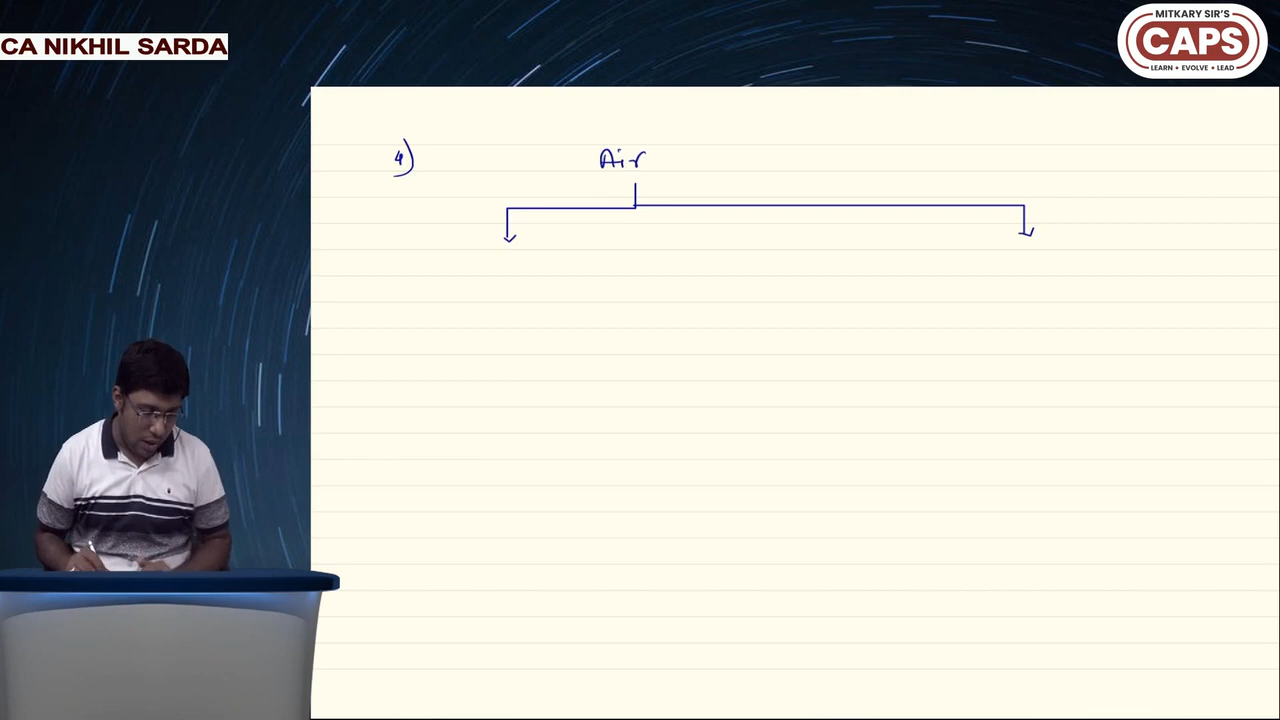 CA NIKHIL SARDA
MITKARY SIR'S
CAPS
LEARN • EVOLVE • LEAD
4) Air